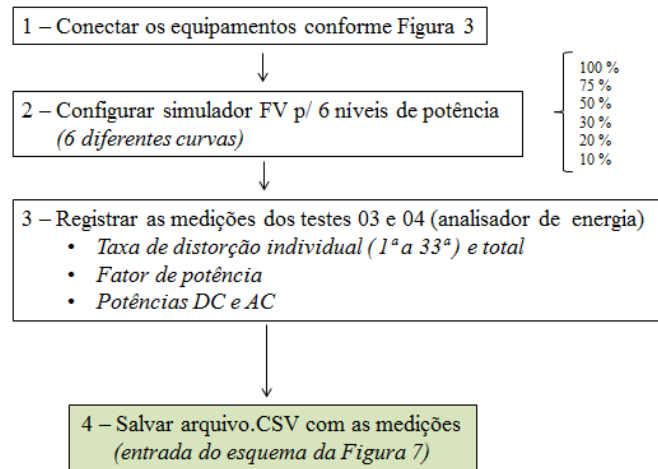 1 – Conectar os equipamentos conforme Figura 3
2 – Configurar simulador FV p/ 6 níveis de potência
(6 diferentes curvas)
100 %
75 %
50 %
30 %
20 %
10 %
3 – Registrar as medições dos testes 03 e 04 (analisador de energia)
• Taxa de distorção individual (1ª a 33ª) e total
• Fator de potência
• Potências DC e AC
4 – Salvar arquivo.CSV com as medições
(entrada do esquema da Figura 7)